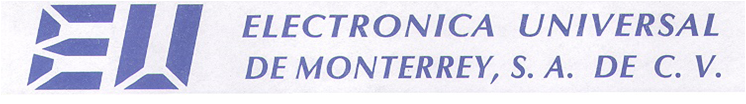 EU
ELECTRONICA UNIVERSAL
DE MONTERREY, S. A. DE C. V.